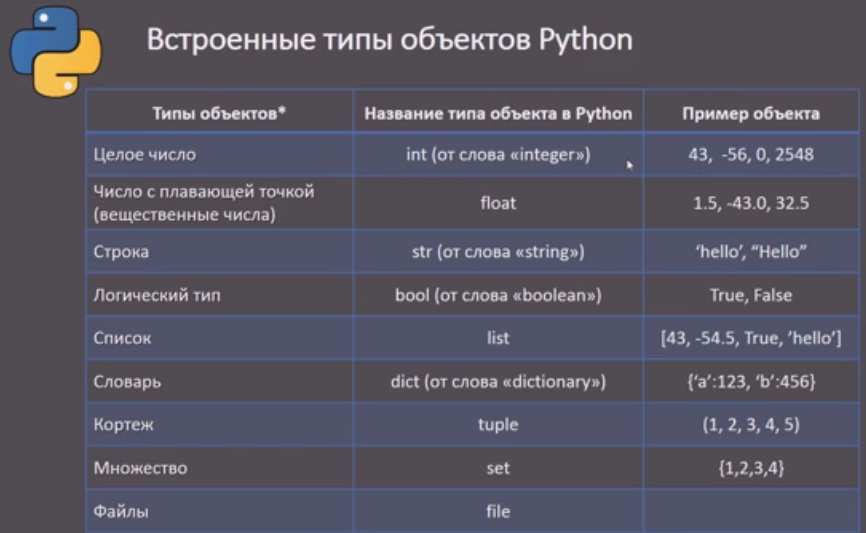 Встроенные типы объектов Python
Типы объектов* Название типа объекта в Python Пример объекта
Целое число int (от слова «integer») 43, -56, 0, 2548
Число с плавающей точкой
(вещественные числа) float 1.5, -43.0, 32.5
Строка str (от слова «string») ‘hello’, “Hello”
Логический тип bool (от слова «boolean») True, False
Список list [43, -54.5, True, ’hello’]
Словарь dict (от слова «dictionary») {‘a’:123, ‘b’:456}
Кортеж tuple (1, 2, 3, 4, 5)
Множество set {1,2,3,4}
Файлы file